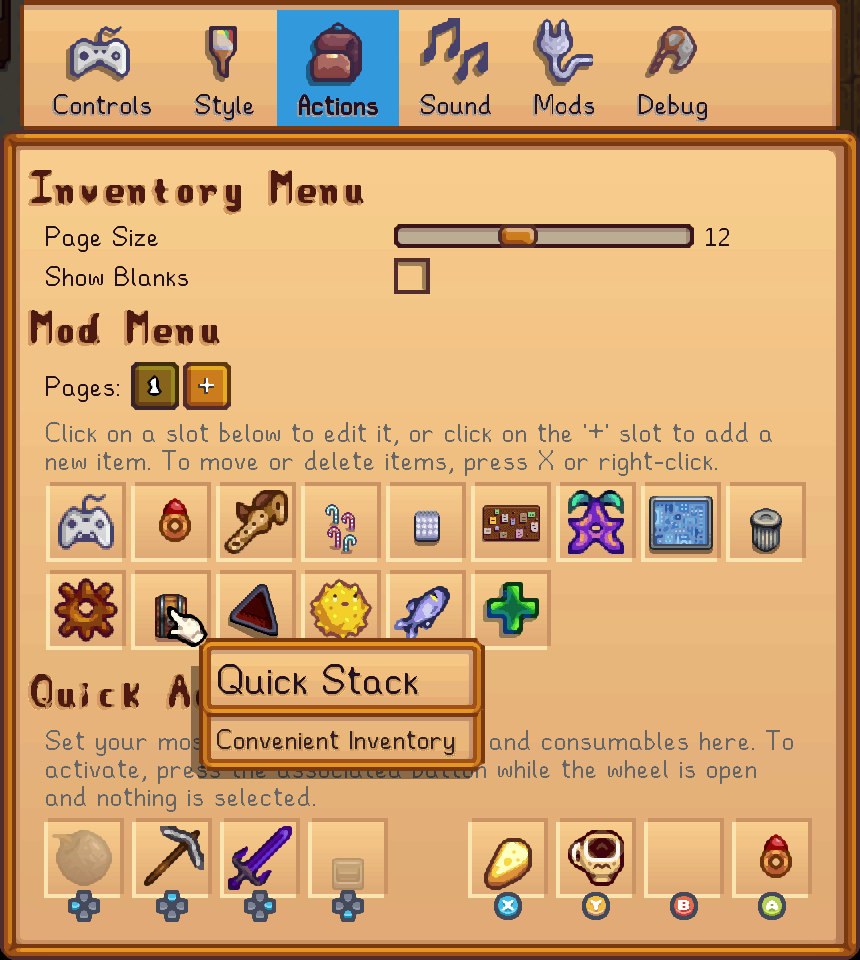 Controls Style Actions Sound Mods Debug
Inventory Menu
Page Size 12
Show Blanks
Mod Menu
Pages: 1 +
Click on a slot below to edit it, or click on the '+' slot to add a
new item. To move or delete items, press X or right-click.
Quick Stack
Quick
Convenient Inventory
Set your and consumables here. To
activate, press the associated button while the wheel is open
and nothing is selected.
X Y B A